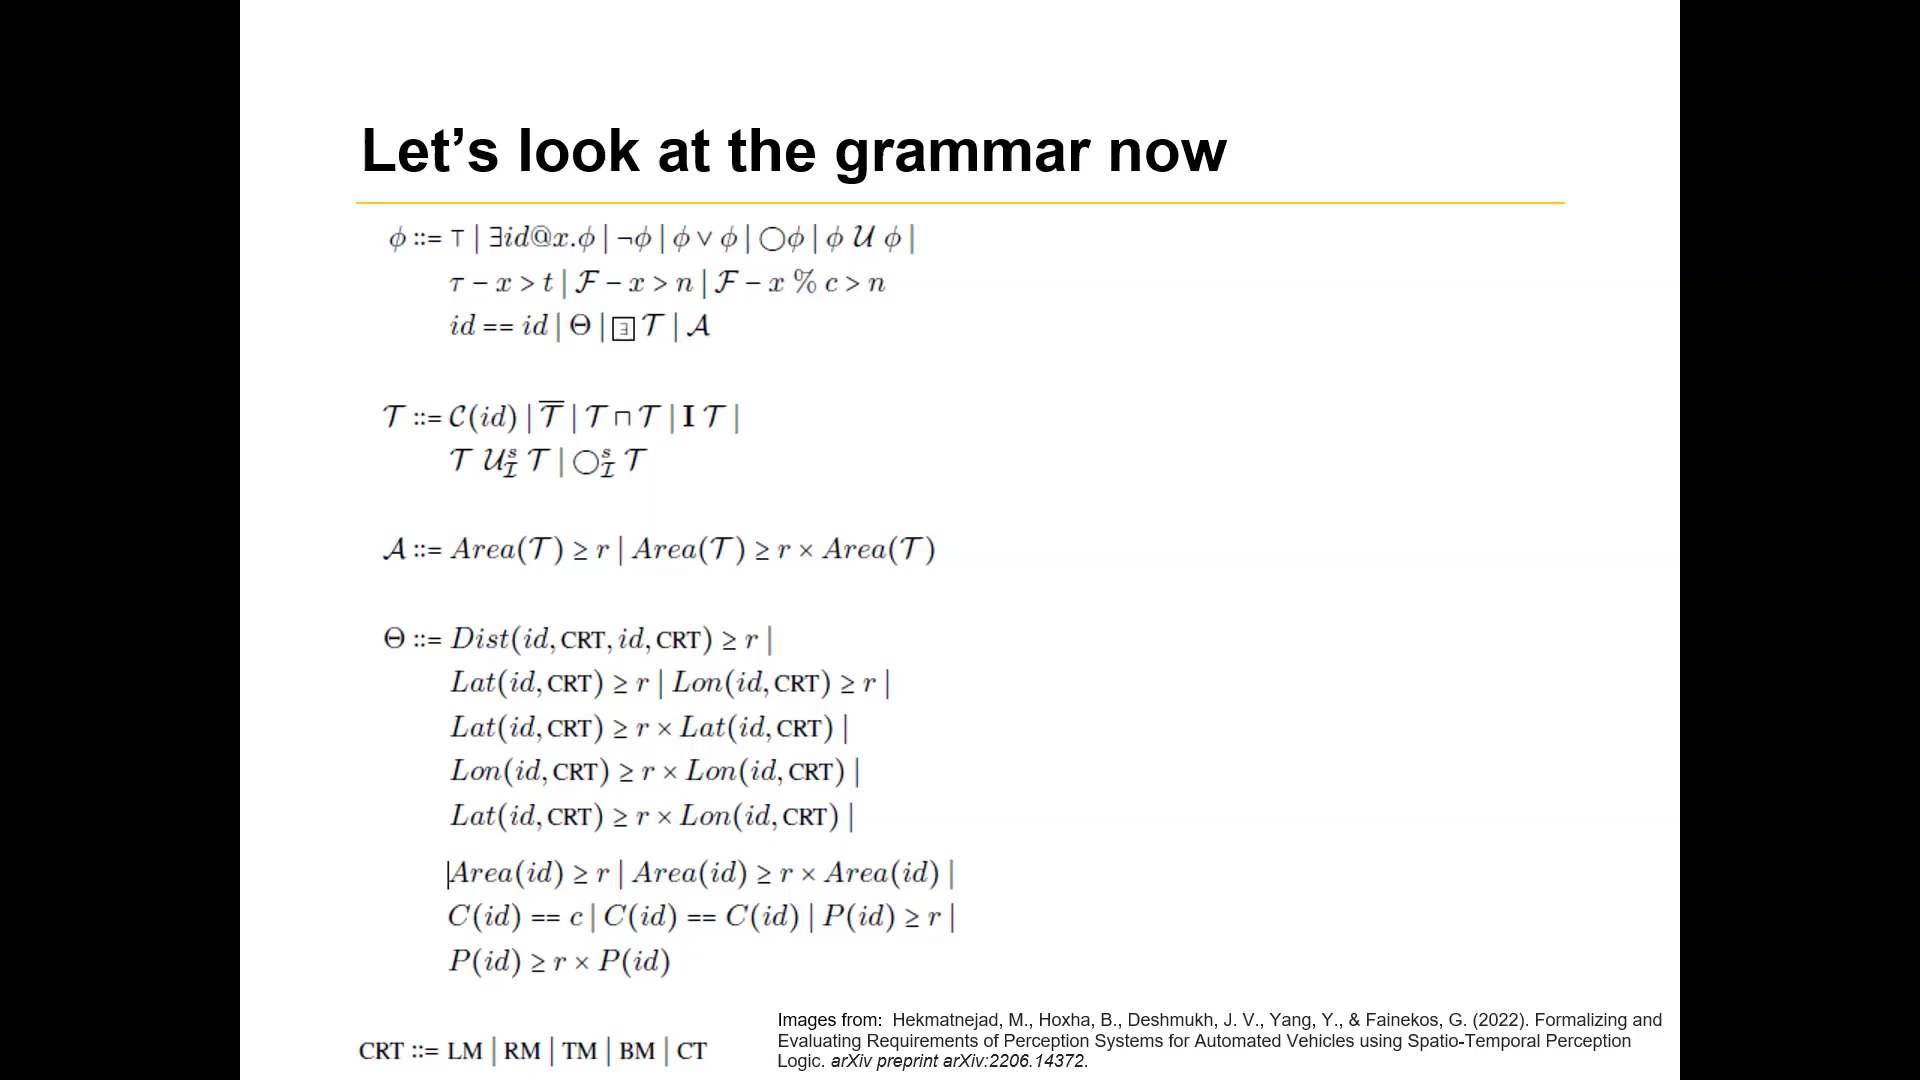 Let’s look at the grammar now
ϕ ::= ⊤ | ∃id@x.ϕ | ¬ϕ | ϕ ∨ ϕ | ◯ϕ | ϕ 𝒰 ϕ |
τ − x > t | ℱ − x > n | ℱ − x % c > n
id == id | Θ | [∃] 𝒯 | 𝒜
𝒯 ::= 𝒞(id) | 𝒯̅ | 𝒯 ⊓ 𝒯 | 𝐈 𝒯 |
𝒯 𝒰ˢ_ℐ 𝒯 | ◯ˢ_ℐ 𝒯
𝒜 ::= Area(𝒯) ≥ r | Area(𝒯) ≥ r × Area(𝒯)
Θ ::= Dist(id, CRT, id, CRT) ≥ r |
Lat(id, CRT) ≥ r | Lon(id, CRT) ≥ r |
Lat(id, CRT) ≥ r × Lat(id, CRT) |
Lon(id, CRT) ≥ r × Lon(id, CRT) |
Lat(id, CRT) ≥ r × Lon(id, CRT) |
|Area(id) ≥ r | Area(id) ≥ r × Area(id) |
C(id) == c | C(id) == C(id) | P(id) ≥ r |
P(id) ≥ r × P(id)
CRT ::= LM | RM | TM | BM | CT
Images from: Hekmatnejad, M., Hoxha, B., Deshmukh, J. V., Yang, Y., & Fainekos, G. (2022). Formalizing and
Evaluating Requirements of Perception Systems for Automated Vehicles using Spatio-Temporal Perception
Logic. arXiv preprint arXiv:2206.14372.